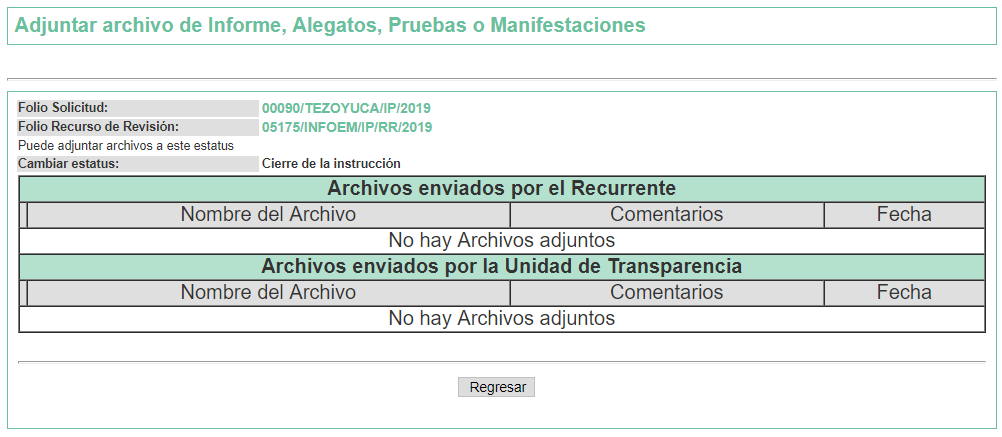 Adjuntar archivo de Informe, Alegatos, Pruebas o Manifestaciones
Folio Solicitud: 00090/TEZOYUCA/IP/2019
Folio Recurso de Revisión: 05175/INFOEM/IP/RR/2019
Puede adjuntar archivos a este estatus
Cambiar estatus: Cierre de la instrucción
Archivos enviados por el Recurrente
Nombre del Archivo Comentarios Fecha
No hay Archivos adjuntos
Archivos enviados por la Unidad de Transparencia
Nombre del Archivo Comentarios Fecha
No hay Archivos adjuntos
Regresar